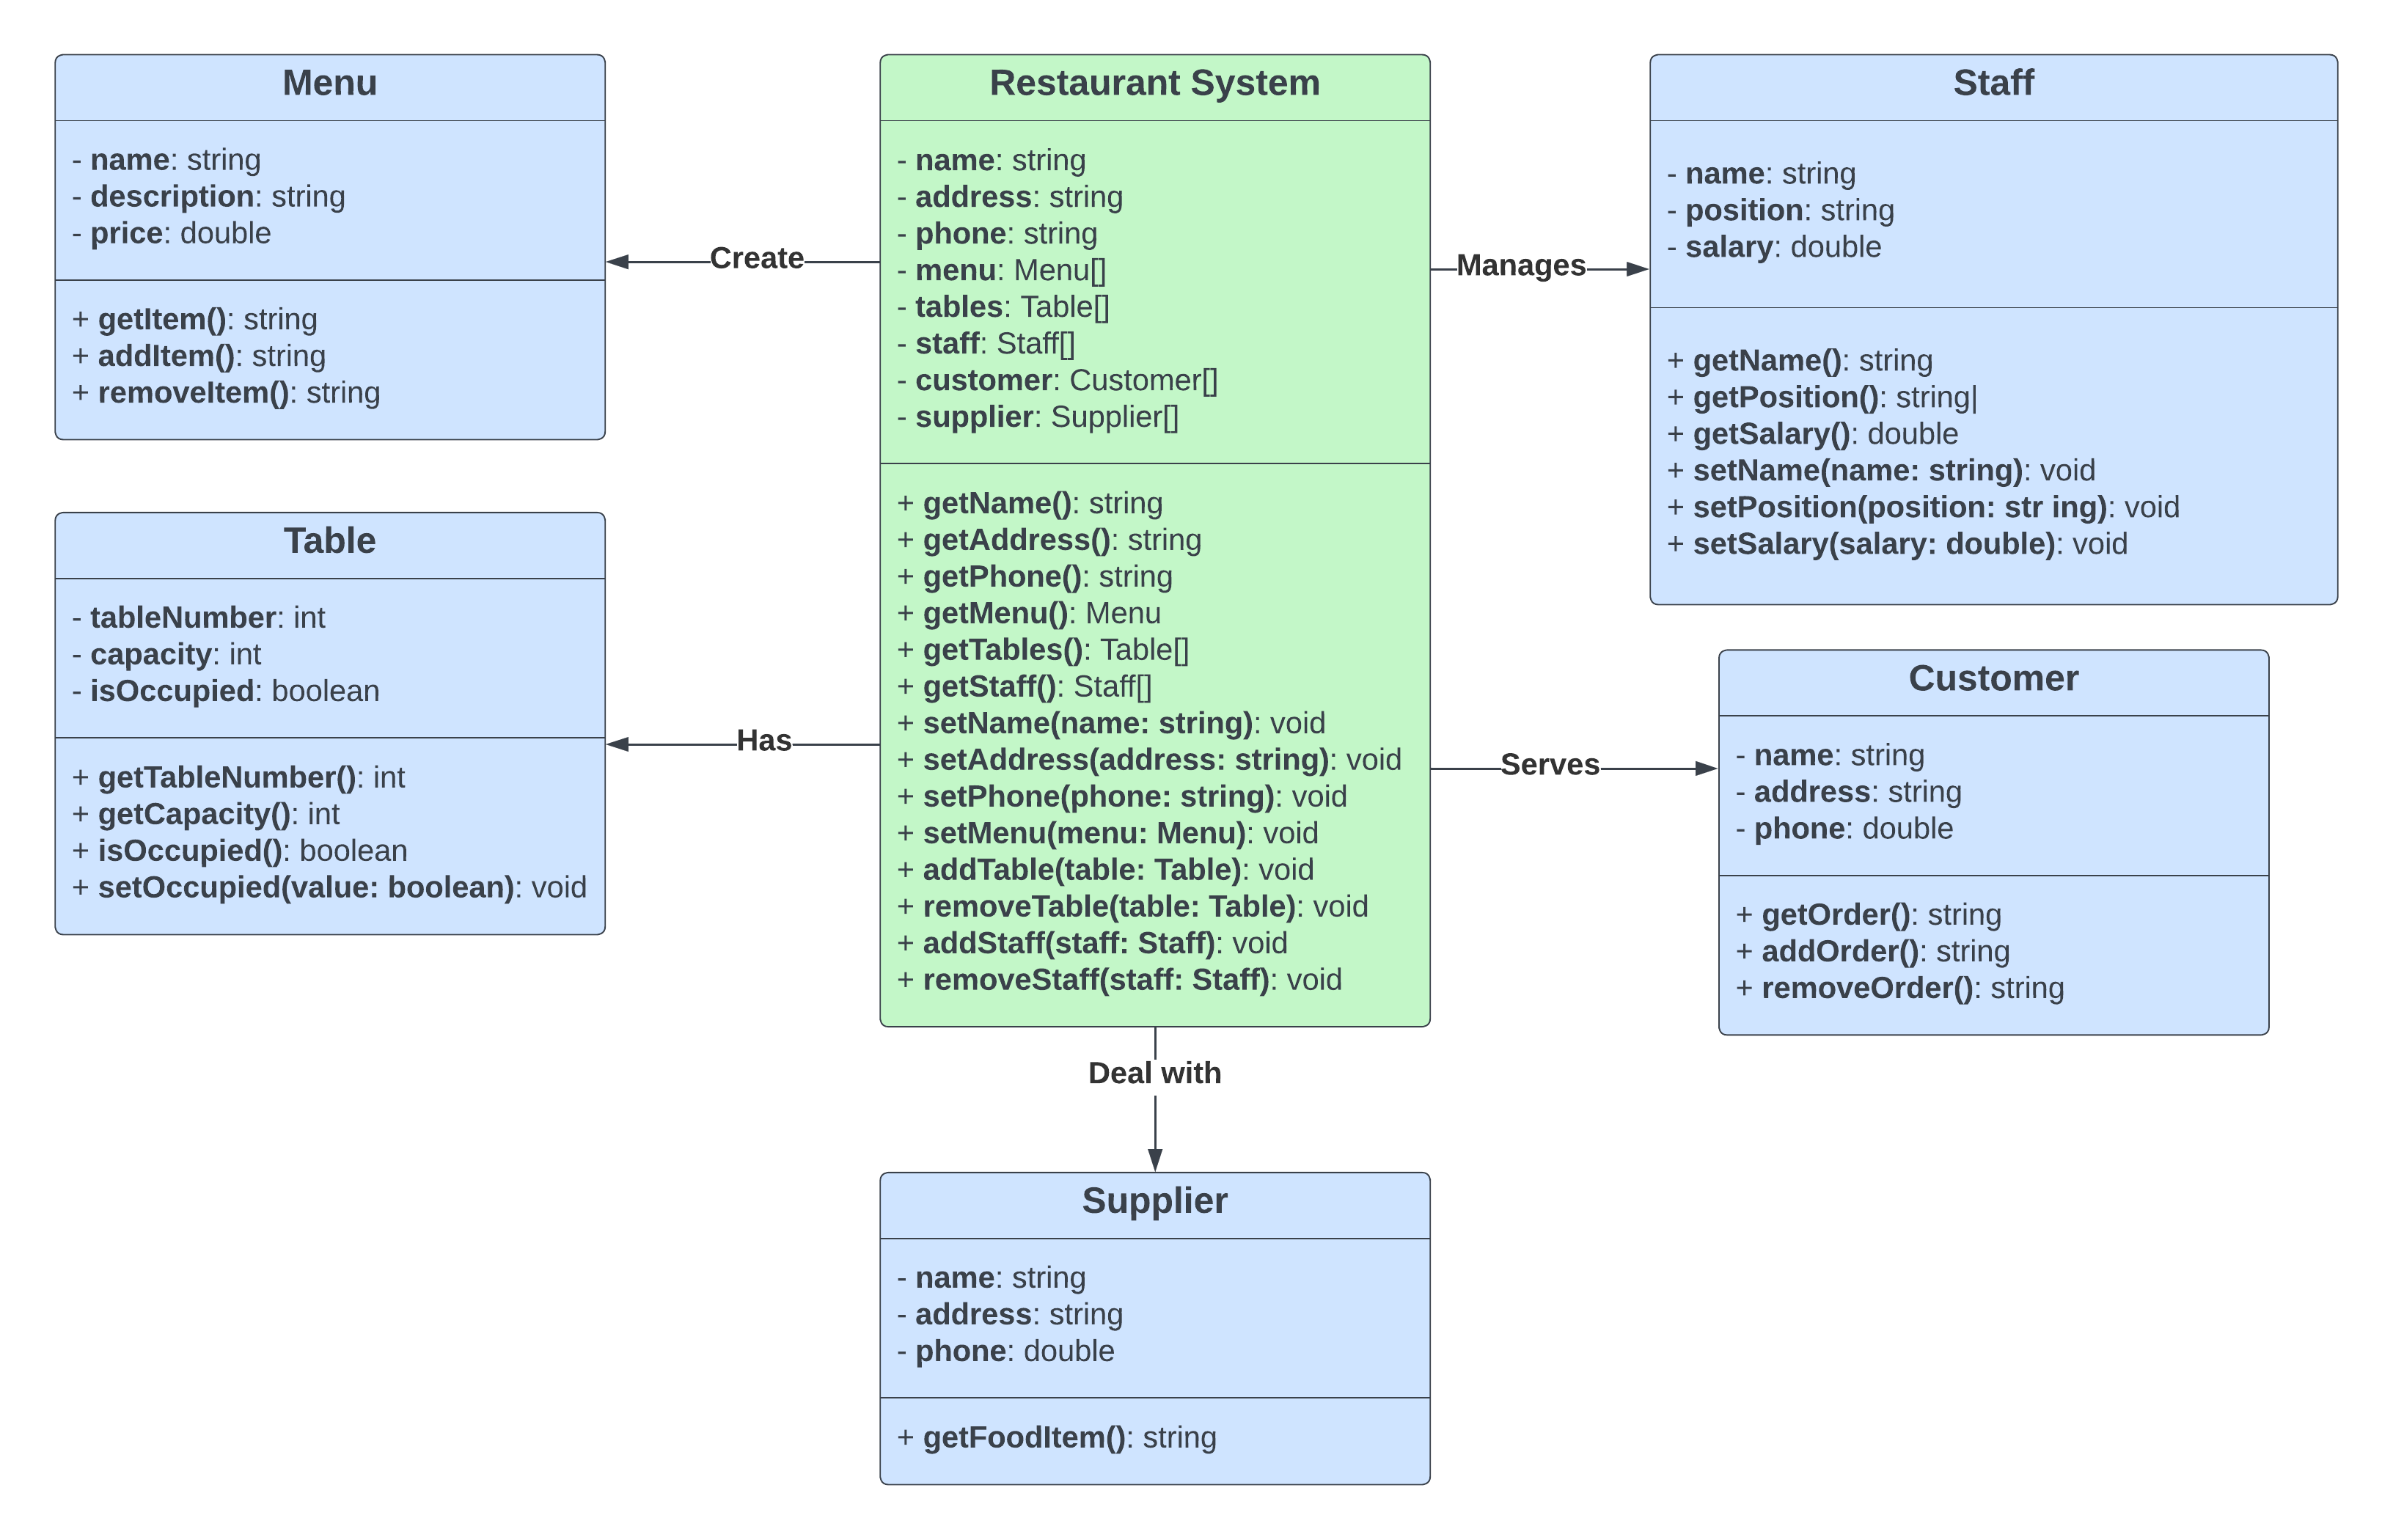 Menu
- name: string
- description: string
- price: double
+ getItem(): string
+ addItem(): string
+ removeItem(): string
Create
Restaurant System
- name: string
- address: string
- phone: string
- menu: Menu[]
- tables: Table[]
- staff: Staff[]
- customer: Customer[]
- supplier: Supplier[]
+ getName(): string
+ getAddress(): string
+ getPhone(): string
+ getMenu(): Menu
+ getTables(): Table[]
+ getStaff(): Staff[]
+ setName(name: string): void
+ setAddress(address: string): void
+ setPhone(phone: string): void
+ setMenu(menu: Menu): void
+ addTable(table: Table): void
+ removeTable(table: Table): void
+ addStaff(staff: Staff): void
+ removeStaff(staff: Staff): void
Manages
Staff
- name: string
- position: string
- salary: double
+ getName(): string
+ getPosition(): string|
+ getSalary(): double
+ setName(name: string): void
+ setPosition(position: str ing): void
+ setSalary(salary: double): void
Table
- tableNumber: int
- capacity: int
- isOccupied: boolean
+ getTableNumber(): int
+ getCapacity(): int
+ isOccupied(): boolean
+ setOccupied(value: boolean): void
Has
Serves
Customer
- name: string
- address: string
- phone: double
+ getOrder(): string
+ addOrder(): string
+ removeOrder(): string
Deal with
Supplier
- name: string
- address: string
- phone: double
+ getFoodItem(): string